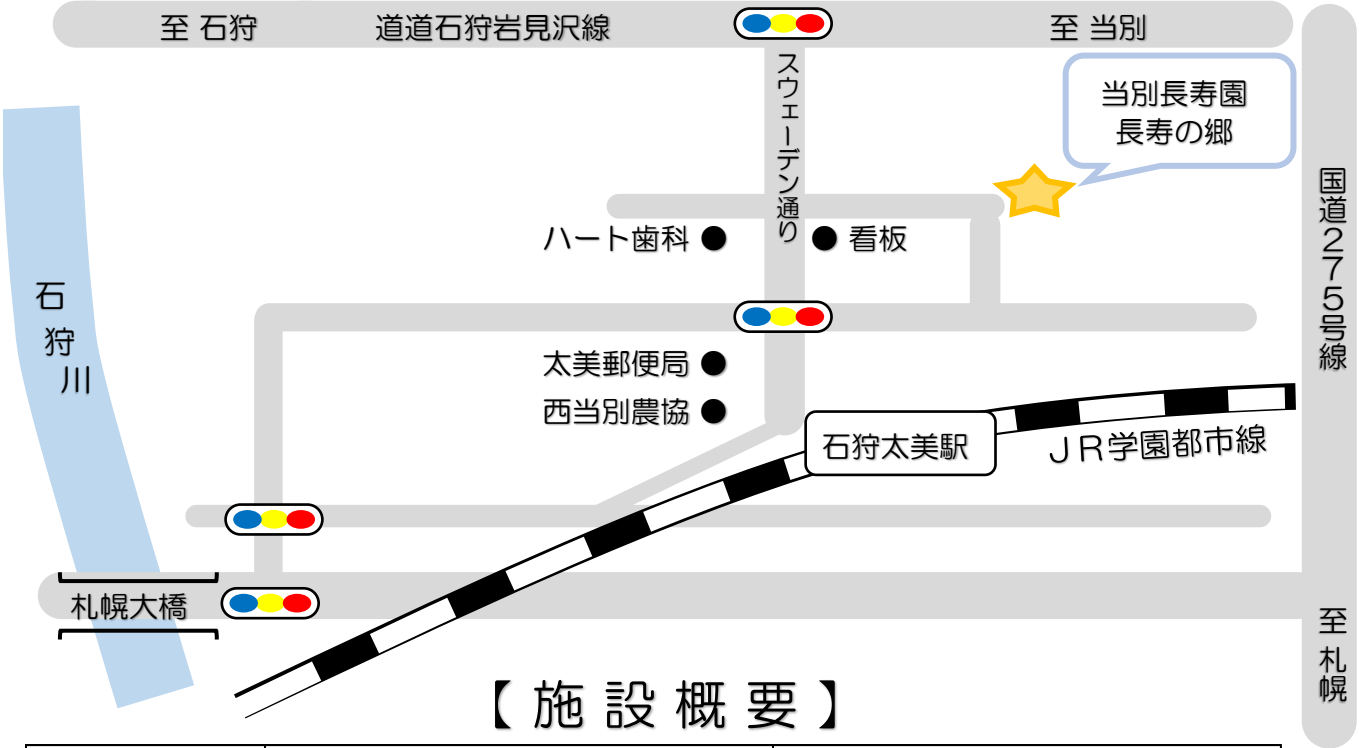 至 石狩
道道石狩岩見沢線
至 当別
スウェーデン通り
当別長寿園
長寿の郷
国道275号線
ハート歯科
看板
石狩川
太美郵便局
西当別農協
石狩太美駅
JR学園都市線
札幌大橋
至 札幌
【施設概要】